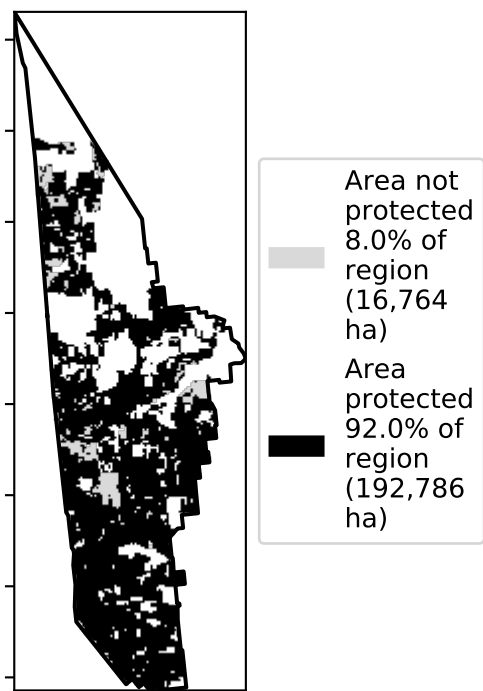 Area not
protected
8.0% of
region
(16,764
ha)
Area
protected
92.0% of
region
(192,786
ha)